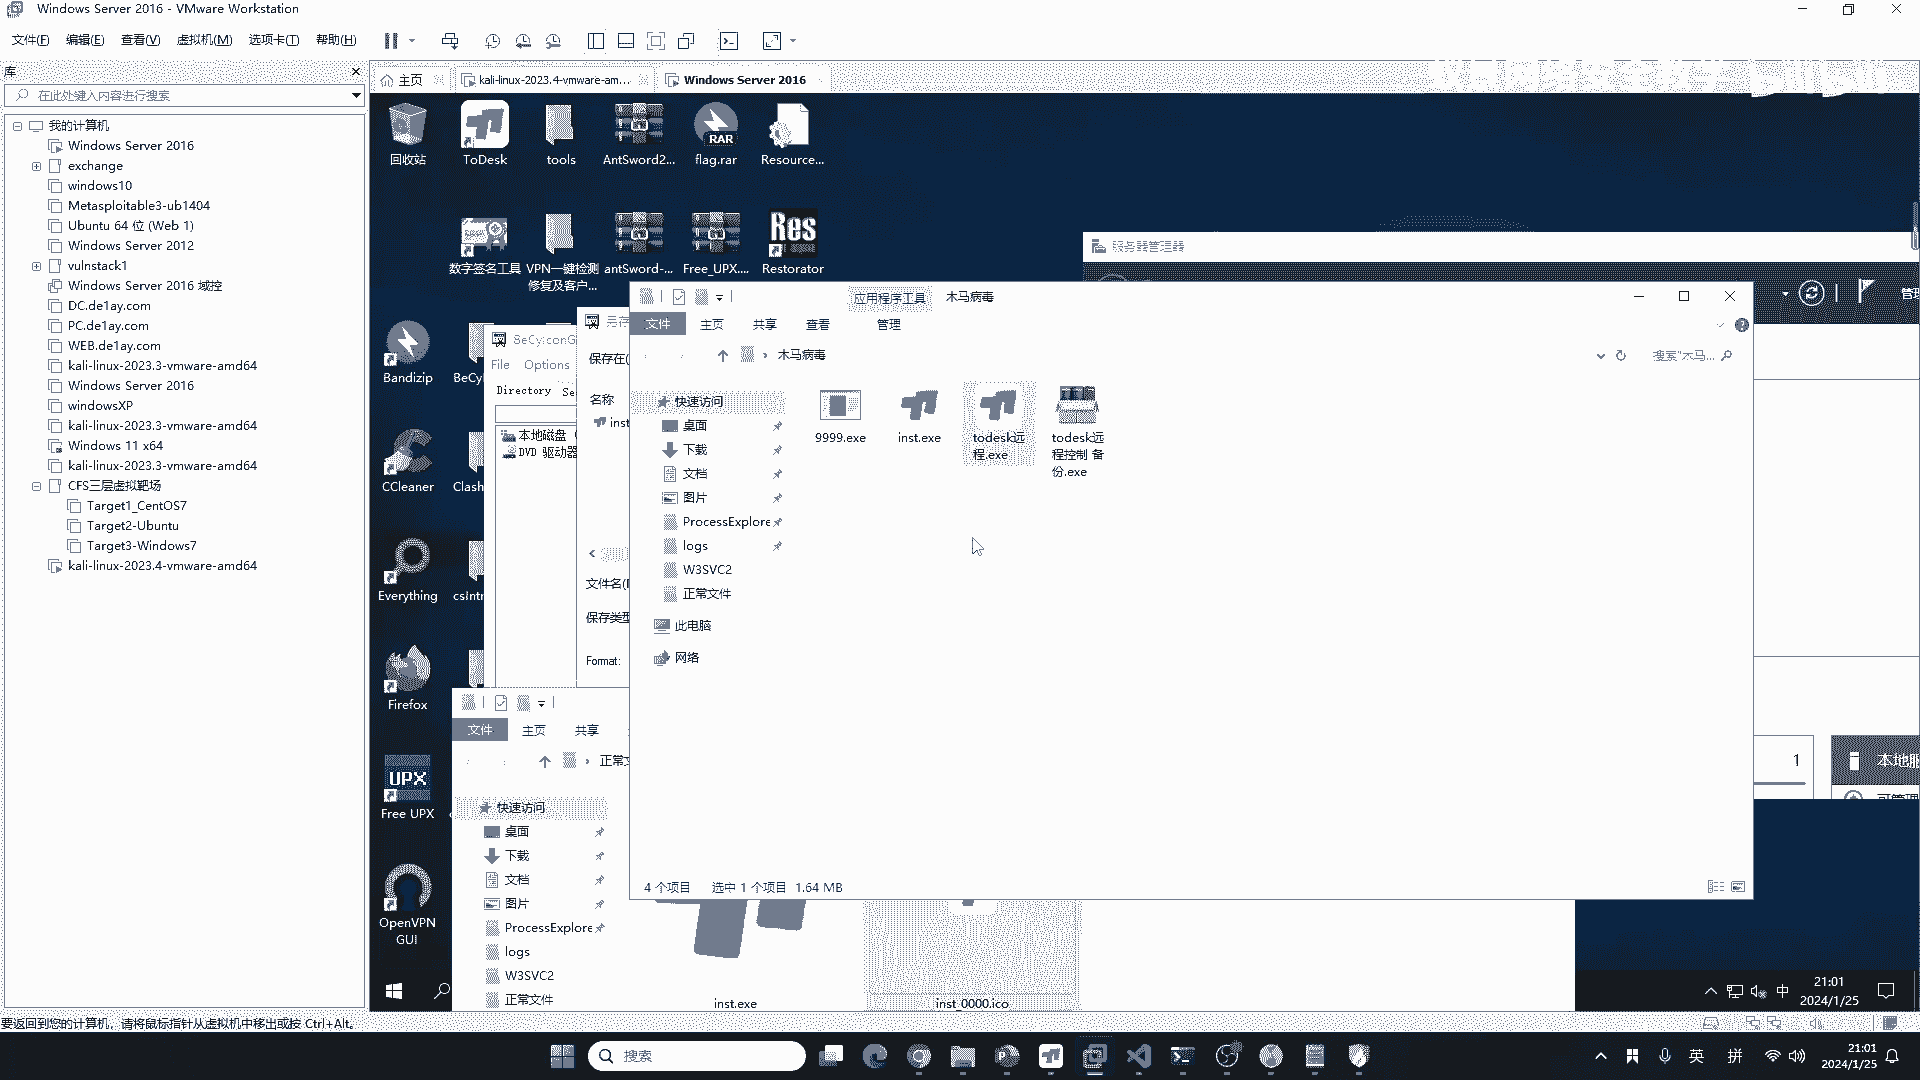 Windows Server 2016 - VMware Workstation
文件(F) 编辑(E) 查看(V) 虚拟机(M) 选项卡(T) 帮助(H)
库
在此处键入内容进行搜索
我的计算机
Windows Server 2016
exchange
windows10
Metasploitable3-ub1404
Ubuntu 64 位 (Web 1)
Windows Server 2012
vulnstack1
Windows Server 2016 域控
DC.de1ay.com
PC.de1ay.com
WEB.de1ay.com
kali-linux-2023.3-vmware-amd64
Windows Server 2016
windowsXP
kali-linux-2023.4-vmware-amd64
Windows 11 x64
kali-linux-2023.3-vmware-amd64
CFS三层虚拟靶场
Target1_CentOS7
Target2-Ubuntu
Target3-Windows7
kali-linux-2023.4-vmware-amd64
主页 kali-linux-2023.4-vmware-am... Windows Server 2016
回收站 ToDesk tools AntSword2... flag.rar Resource...
RAR
数字签名工具 VPN一键检测 antSword-... Free_UPX.... Restorator
修复及客户...
Res
Bandizip BeCy
CCleaner Clash
Everything csIntr
Firefox
UPX
Free UPX
OpenVPN
GUI
服务器管理器
管理
1
本地服
BeCyIconG
File Options
Directory Se
本地磁盘
DVD 驱动器
另存
保存在(
名称
inst
文件名(
保存类型
Format:
应用程序工具 木马病毒
文件 主页 共享 查看 管理
木马病毒
搜索"木马...
快速访问
桌面
下载
文档
图片
ProcessExplore
logs
W3SVC2
正常文件
此电脑
网络
9999.exe inst.exe todesk远 todesk远
程.exe 程控制 备
份.exe
4 个项目 选中 1 个项目 1.64 MB
文件 主页 共享
正常文
快速访问
桌面
下载
文档
图片
ProcessExplore
logs
W3SVC2
正常文件
inst.exe inst_0000.ico
中
21:01
2024/1/25
要返回到您的计算机，请将鼠标指针从虚拟机中移出或按 Ctrl+Alt。
搜索
英 拼
21:01
2024/1/25